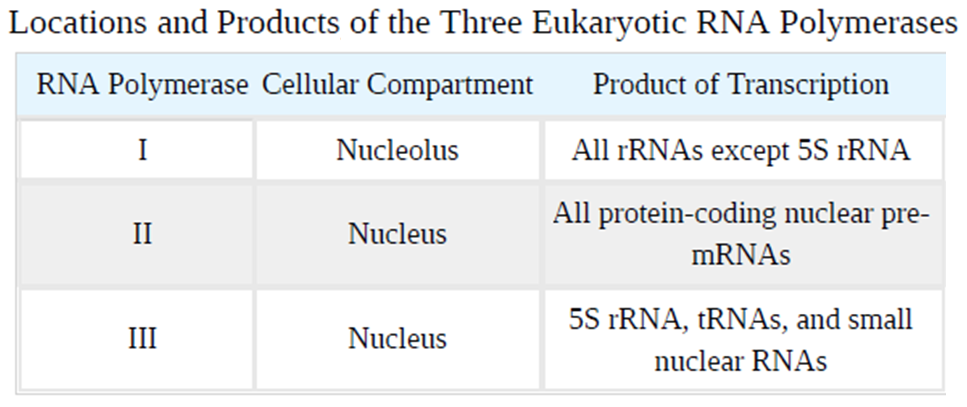 Locations and Products of the Three Eukaryotic RNA Polymerases
RNA Polymerase Cellular Compartment Product of Transcription
I Nucleolus All rRNAs except 5S rRNA
II Nucleus All protein-coding nuclear pre-
mRNAs
III Nucleus 5S rRNA, tRNAs, and small
nuclear RNAs